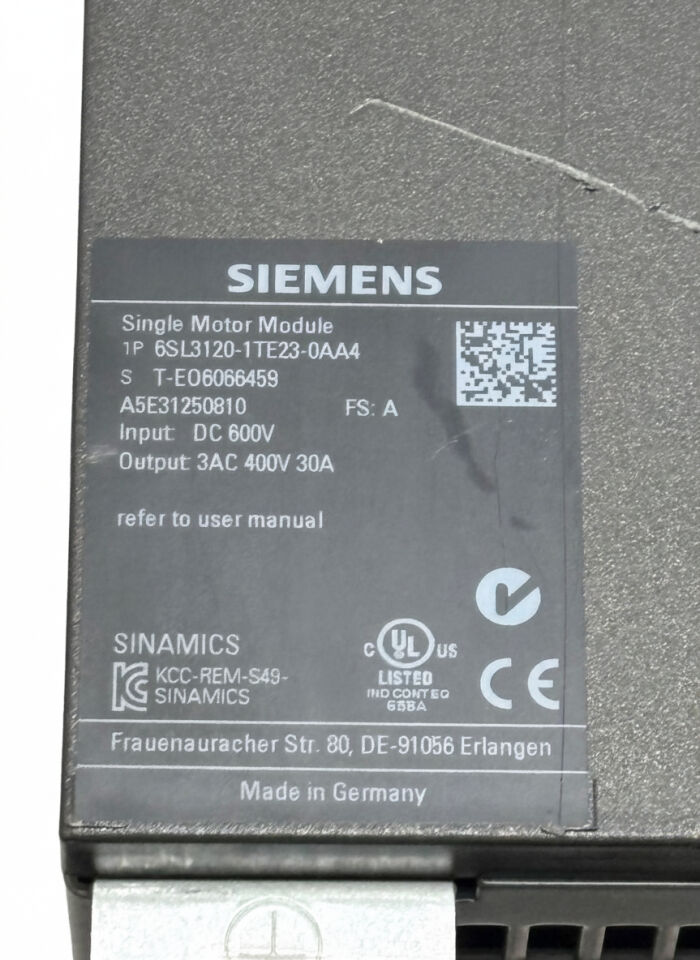 SIEMENS
Single Motor Module
1P 6SL3120-1TE23-0AA4
S T-E06066459
A5E31250810 FS: A
Input: DC 600V
Output: 3AC 400V 30A
refer to user manual
SINAMICS
KCC-REM-S49-
SINAMICS
C UL US
LISTED
IND CONT EQ
65BA
CE
Frauenauracher Str. 80, DE-91056 Erlangen
Made in Germany